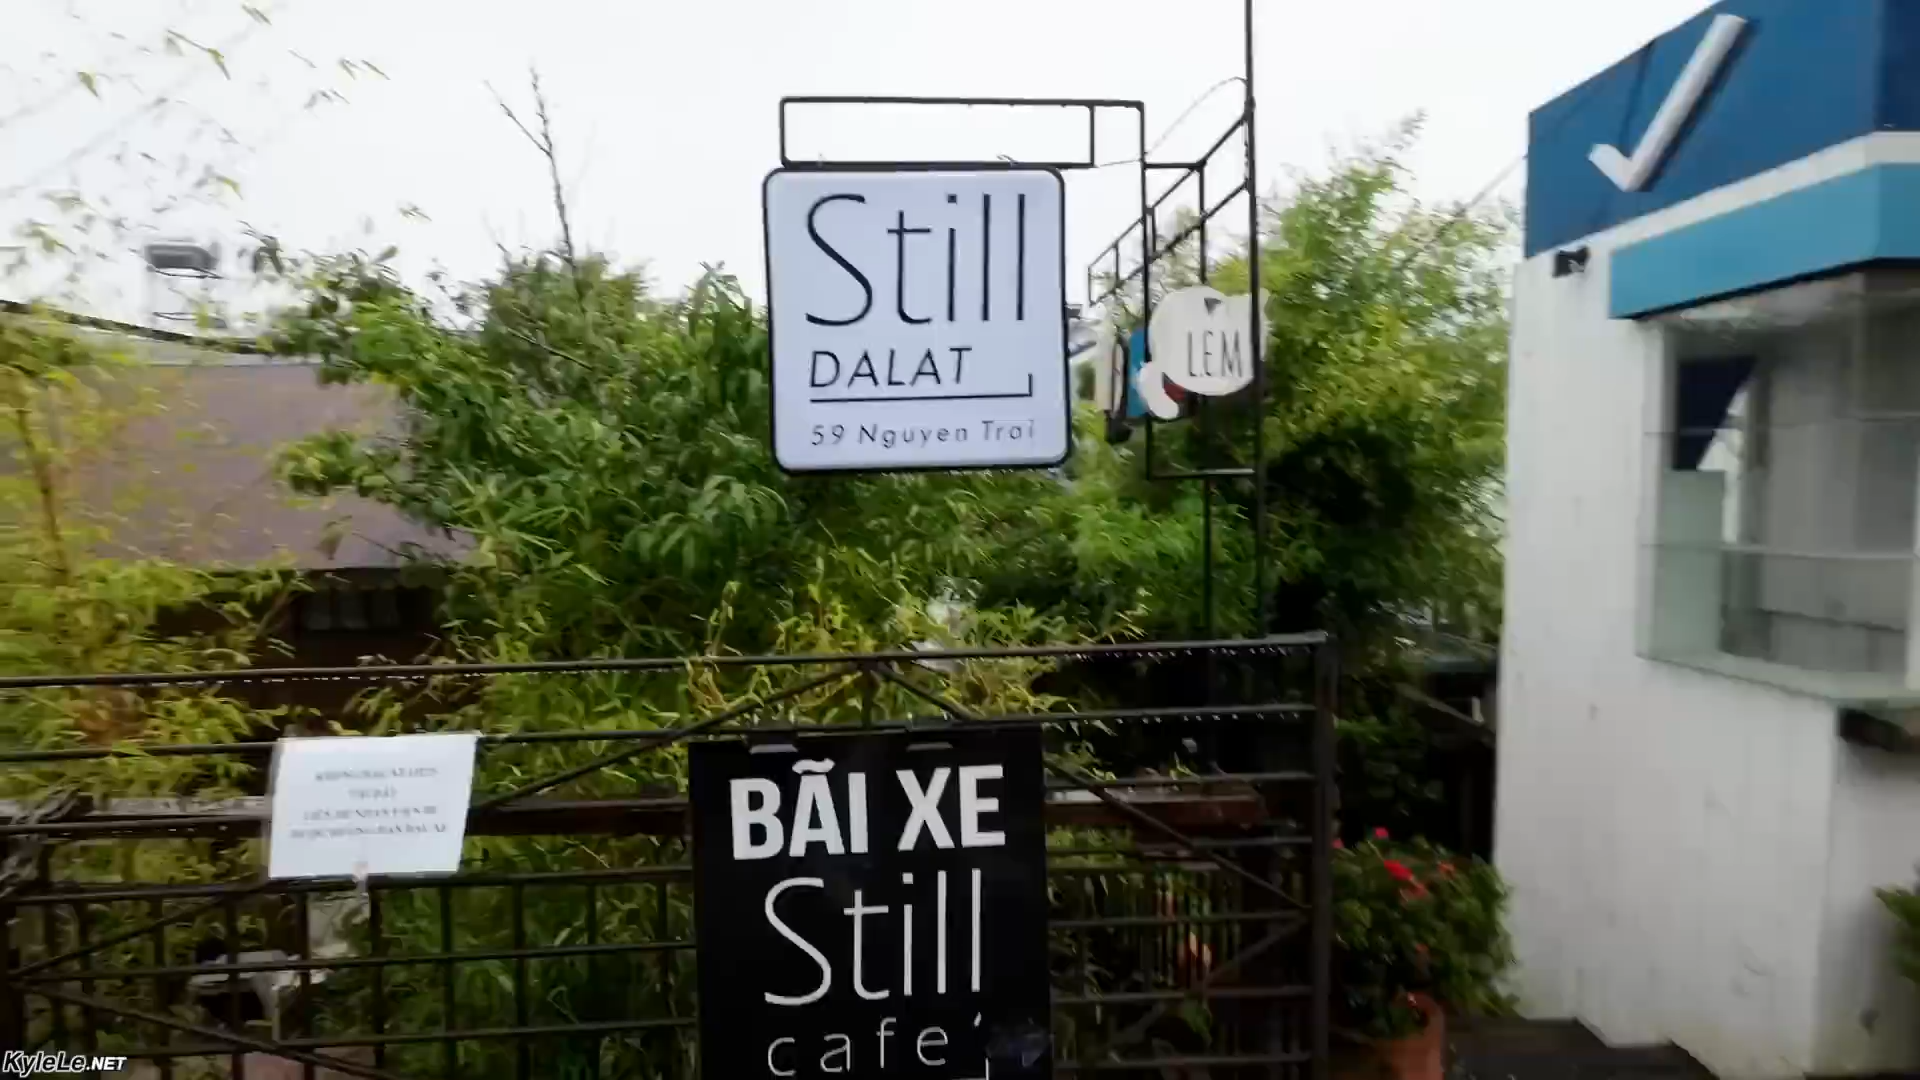 Still
DALAT
59 Nguyen Trai
LEM
BÃI XE
Still
cafe
KyleLe.NET